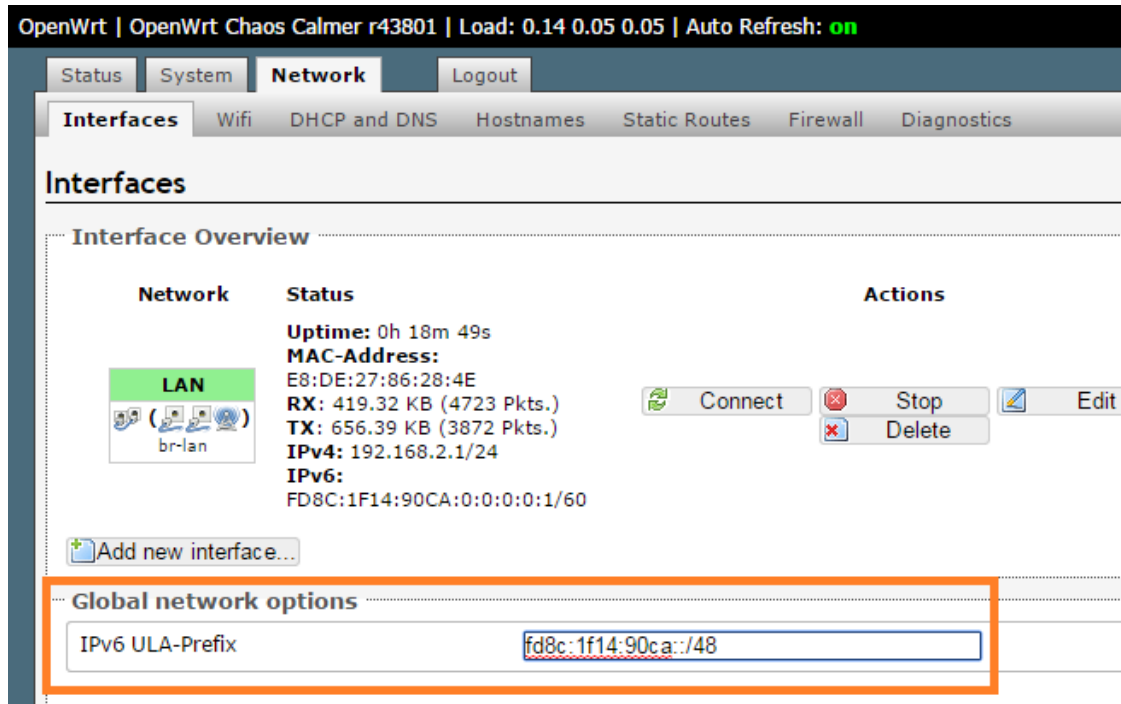 OpenWrt | OpenWrt Chaos Calmer r43801 | Load: 0.14 0.05 0.05 | Auto Refresh: on
Status System Network Logout
Interfaces Wifi DHCP and DNS Hostnames Static Routes Firewall Diagnostics
Interfaces
Interface Overview
Network Status Actions
Uptime: 0h 18m 49s
MAC-Address:
E8:DE:27:86:28:4E
RX: 419.32 KB (4723 Pkts.)
TX: 656.39 KB (3872 Pkts.)
IPv4: 192.168.2.1/24
IPv6:
FD8C:1F14:90CA:0:0:0:0:1/60
LAN
( )
br-lan
Connect Stop Edit
Delete
Add new interface...
Global network options
IPv6 ULA-Prefix fd8c:1f14:90ca::/48